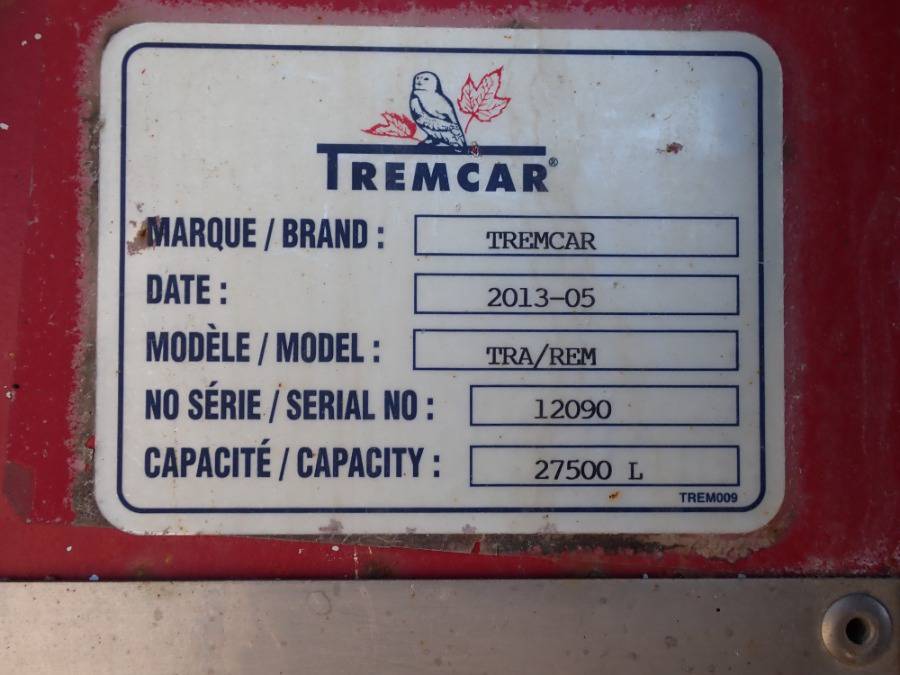 TREMCAR®
MARQUE / BRAND : TREMCAR
DATE : 2013-05
MODÈLE / MODEL : TRA/REM
NO SÉRIE / SERIAL NO : 12090
CAPACITÉ / CAPACITY : 27500 L
TREM009